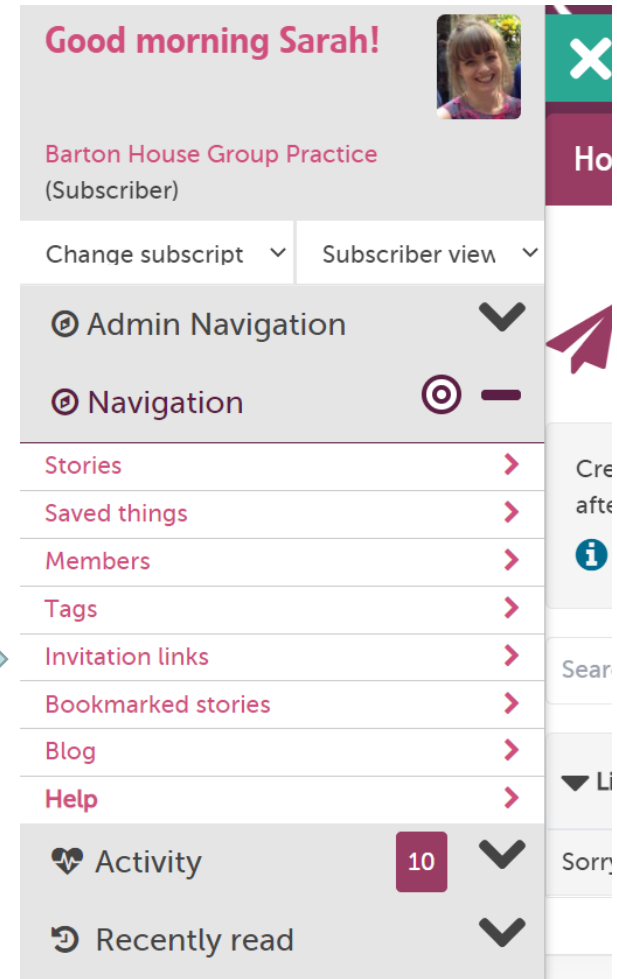 Good morning Sarah!
Barton House Group Practice
(Subscriber)
Change subscript
Subscriber view
Admin Navigation
Navigation
Stories
Saved things
Members
Tags
Invitation links
Bookmarked stories
Blog
Help
Activity 10
Recently read
Ho
Cre
afte
Sear
Li
Sorry